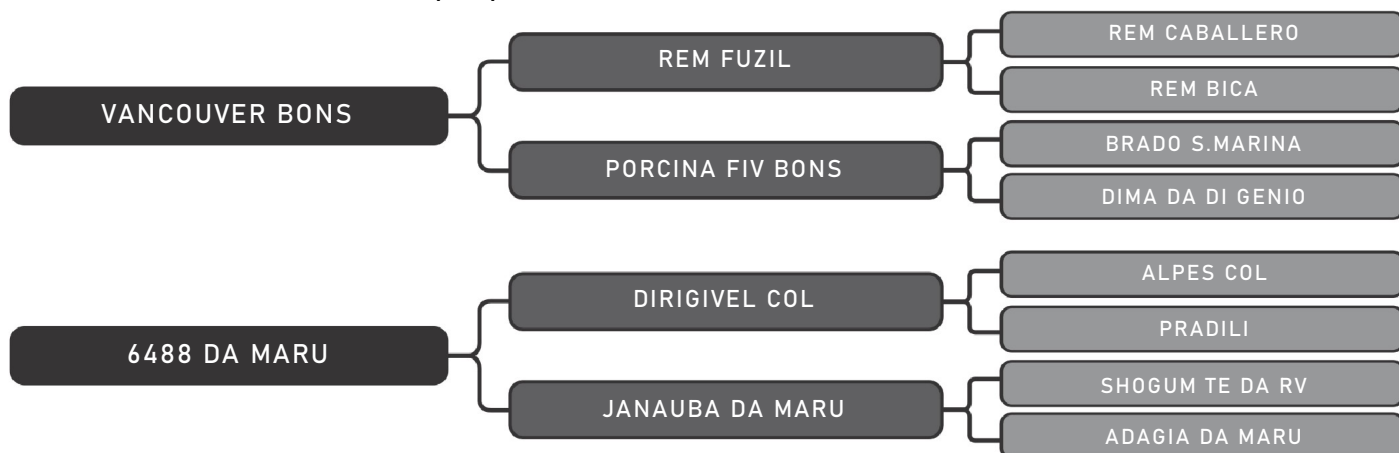 VANCOUVER BONS
REM FUZIL
REM CABALLERO
REM BICA
PORCINA FIV BONS
BRADO S.MARINA
DIMA DA DI GENIO
6488 DA MARU
DIRIGIVEL COL
ALPES COL
PRADILI
JANAUBA DA MARU
SHOGUM TE DA RV
ADAGIA DA MARU